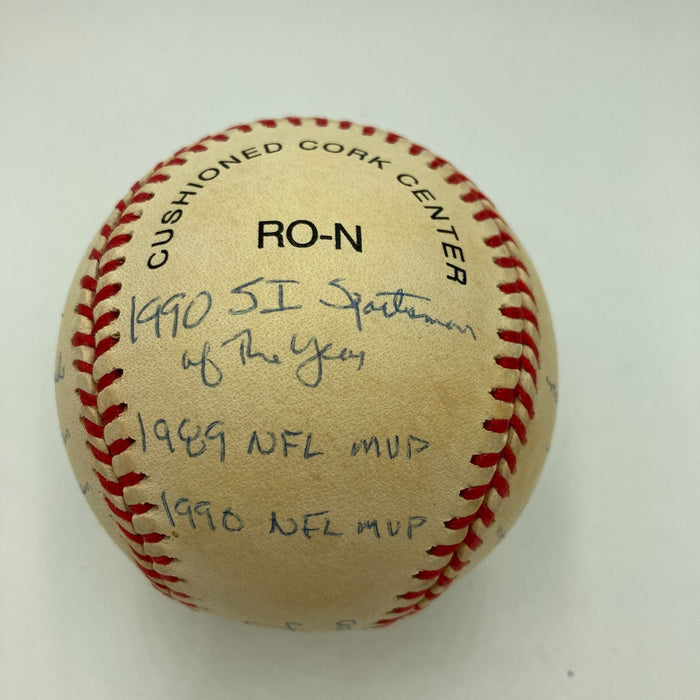 CUSHIONED CORK CENTER
RO-N
1990 SI Sportsman
of The Year
1989 NFL MVP
1990 NFL MVP